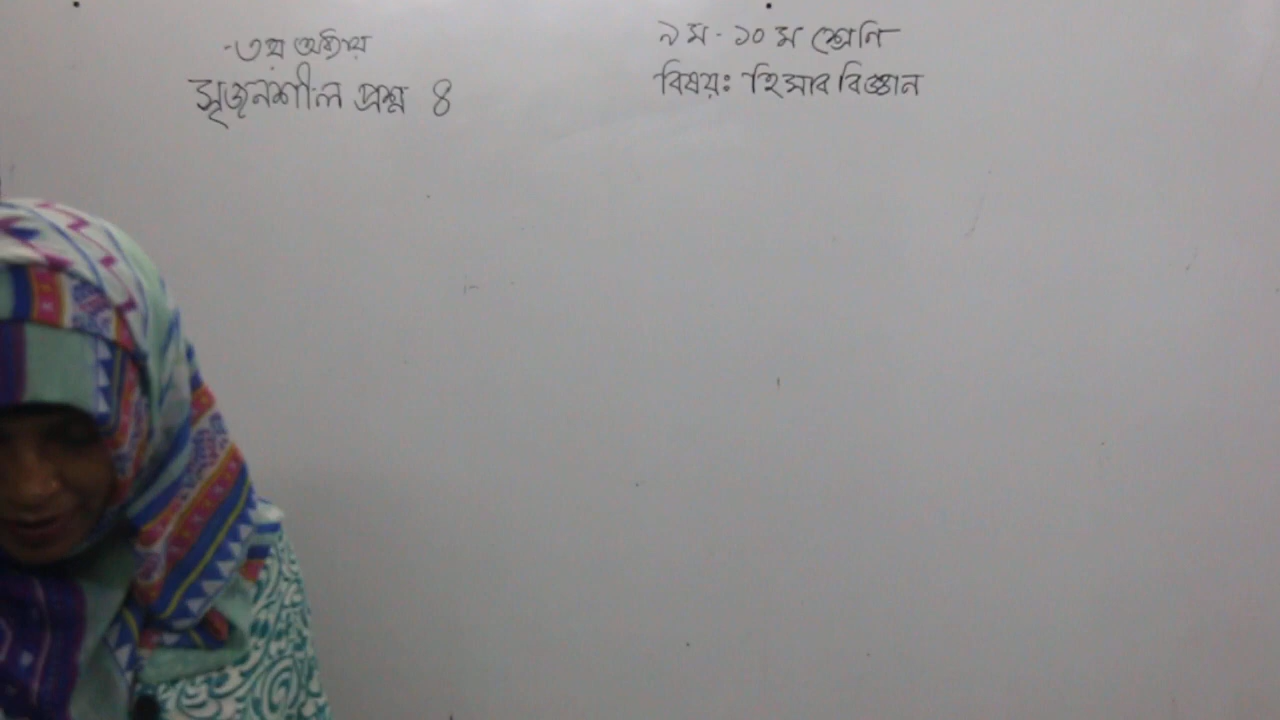 ৩য় অধ্যায়
সৃজনশীল প্রশ্ন ৪
৯ম - ১০ম শ্রেণি
বিষয়ঃ হিসাব বিজ্ঞান